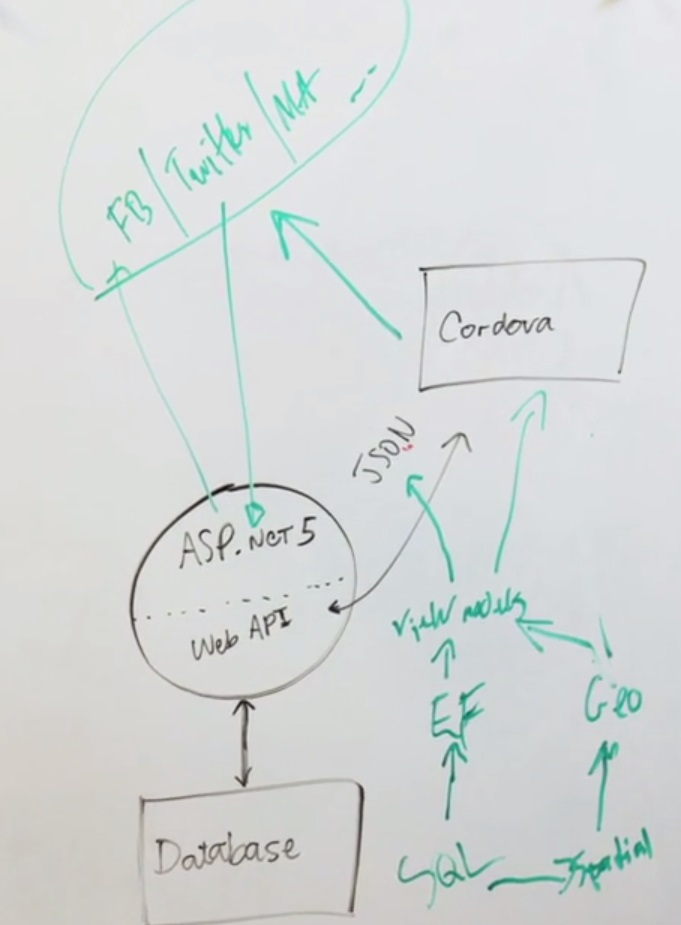 FB / Twitter / MA ---
Cordova
JSON
ASP.NET 5
Web API
View models
EF
Geo
Database
SQL
Spatial